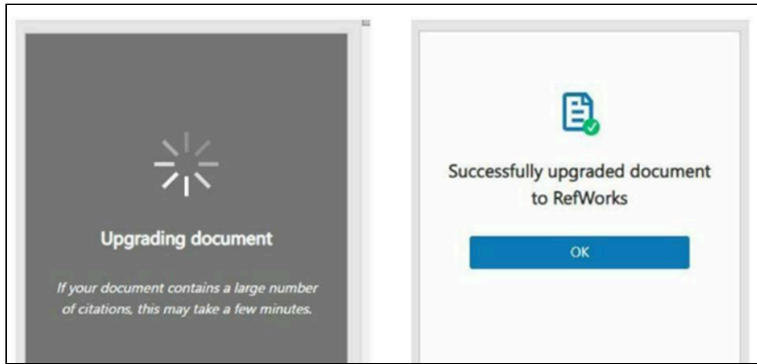 Upgrading document
If your document contains a large number
of citations, this may take a few minutes.
Successfully upgraded document
to RefWorks
OK